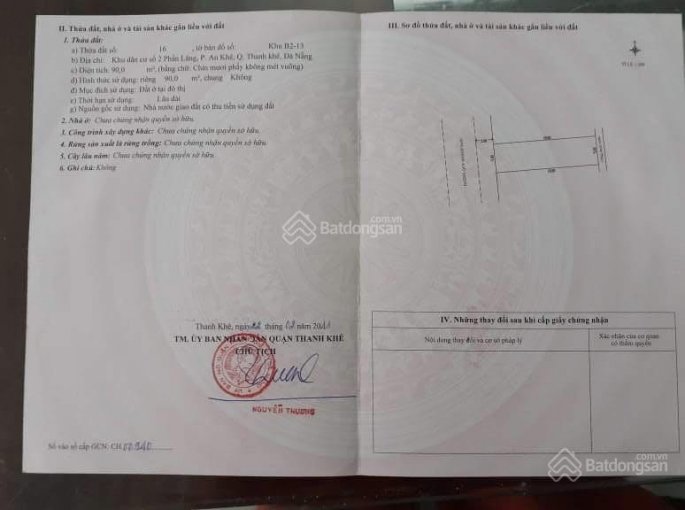 II. Thửa đất, nhà ở và tài sản khác gắn liền với đất
1. Thửa đất:
a) Thửa đất số: 16 , tờ bản đồ số: Khu B2-13
b) Địa chỉ: Khu dân cư số 2 Phần Lăng, P. An Khê, Q. Thanh khê, Đà Nẵng
c) Diện tích: 90,0 m², (bằng chữ: Chín mươi phẩy không mét vuông)
d) Hình thức sử dụng: riêng 90,0 m², chung Không
đ) Mục đích sử dụng: Đất ở tại đô thị
e) Thời hạn sử dụng: Lâu dài
g) Nguồn gốc sử dụng: Nhà nước giao đất có thu tiền sử dụng đất
2. Nhà ở: Chưa chứng nhận quyền sở hữu.
3. Công trình xây dựng khác: Chưa chứng nhận quyền sở hữu.
4. Rừng sản xuất là rừng trồng: Chưa chứng nhận quyền sở hữu.
5. Cây lâu năm: Chưa chứng nhận quyền sở hữu.
6. Ghi chú: Không
Thanh Khê, ngày tháng năm
TM. ỦY BAN NHÂN DÂN QUẬN THANH KHÊ
CHỦ TỊCH
NGUYỄN THƯƠNG
Số vào sổ cấp GCN: CH
III. Sơ đồ thửa đất, nhà ở và tài sản khác gắn liền với đất
IV. Những thay đổi sau khi cấp giấy chứng nhận
Nội dung thay đổi và cơ sở pháp lý
Xác nhận của cơ quan
có thẩm quyền
Batdongsan
.com.vn
Batdongsan
.com.vn